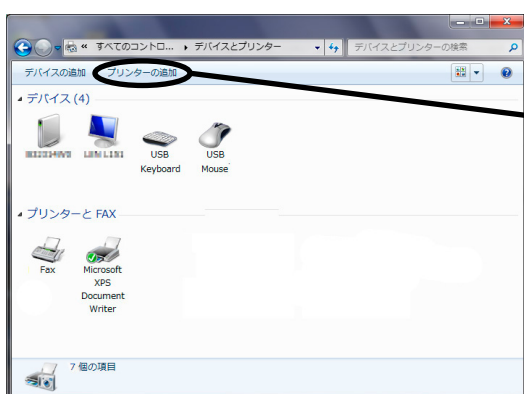 « すべてのコントロ... ▸ デバイスとプリンター
デバイスとプリンターの検索
デバイスの追加
プリンターの追加
デバイス (4)
USB
Keyboard
USB
Mouse
プリンターと FAX
Fax
Microsoft
XPS
Document
Writer
7 個の項目